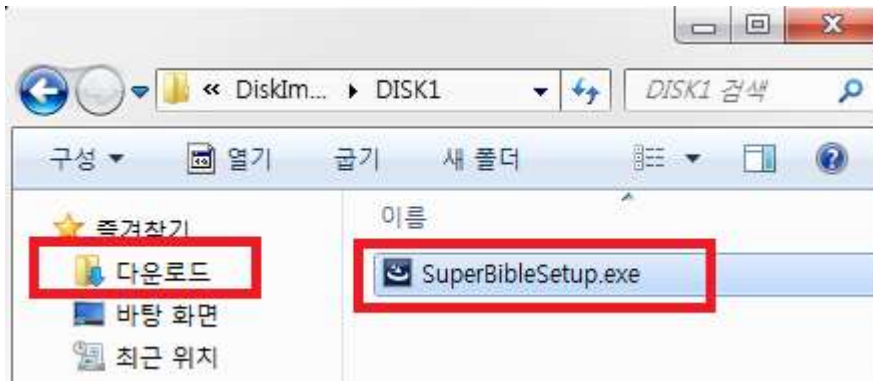 « DiskIm... ▸ DISK1 DISK1 검색
구성 열기 굽기 새 폴더
즐겨찾기
다운로드
바탕 화면
최근 위치
이름
SuperBibleSetup.exe